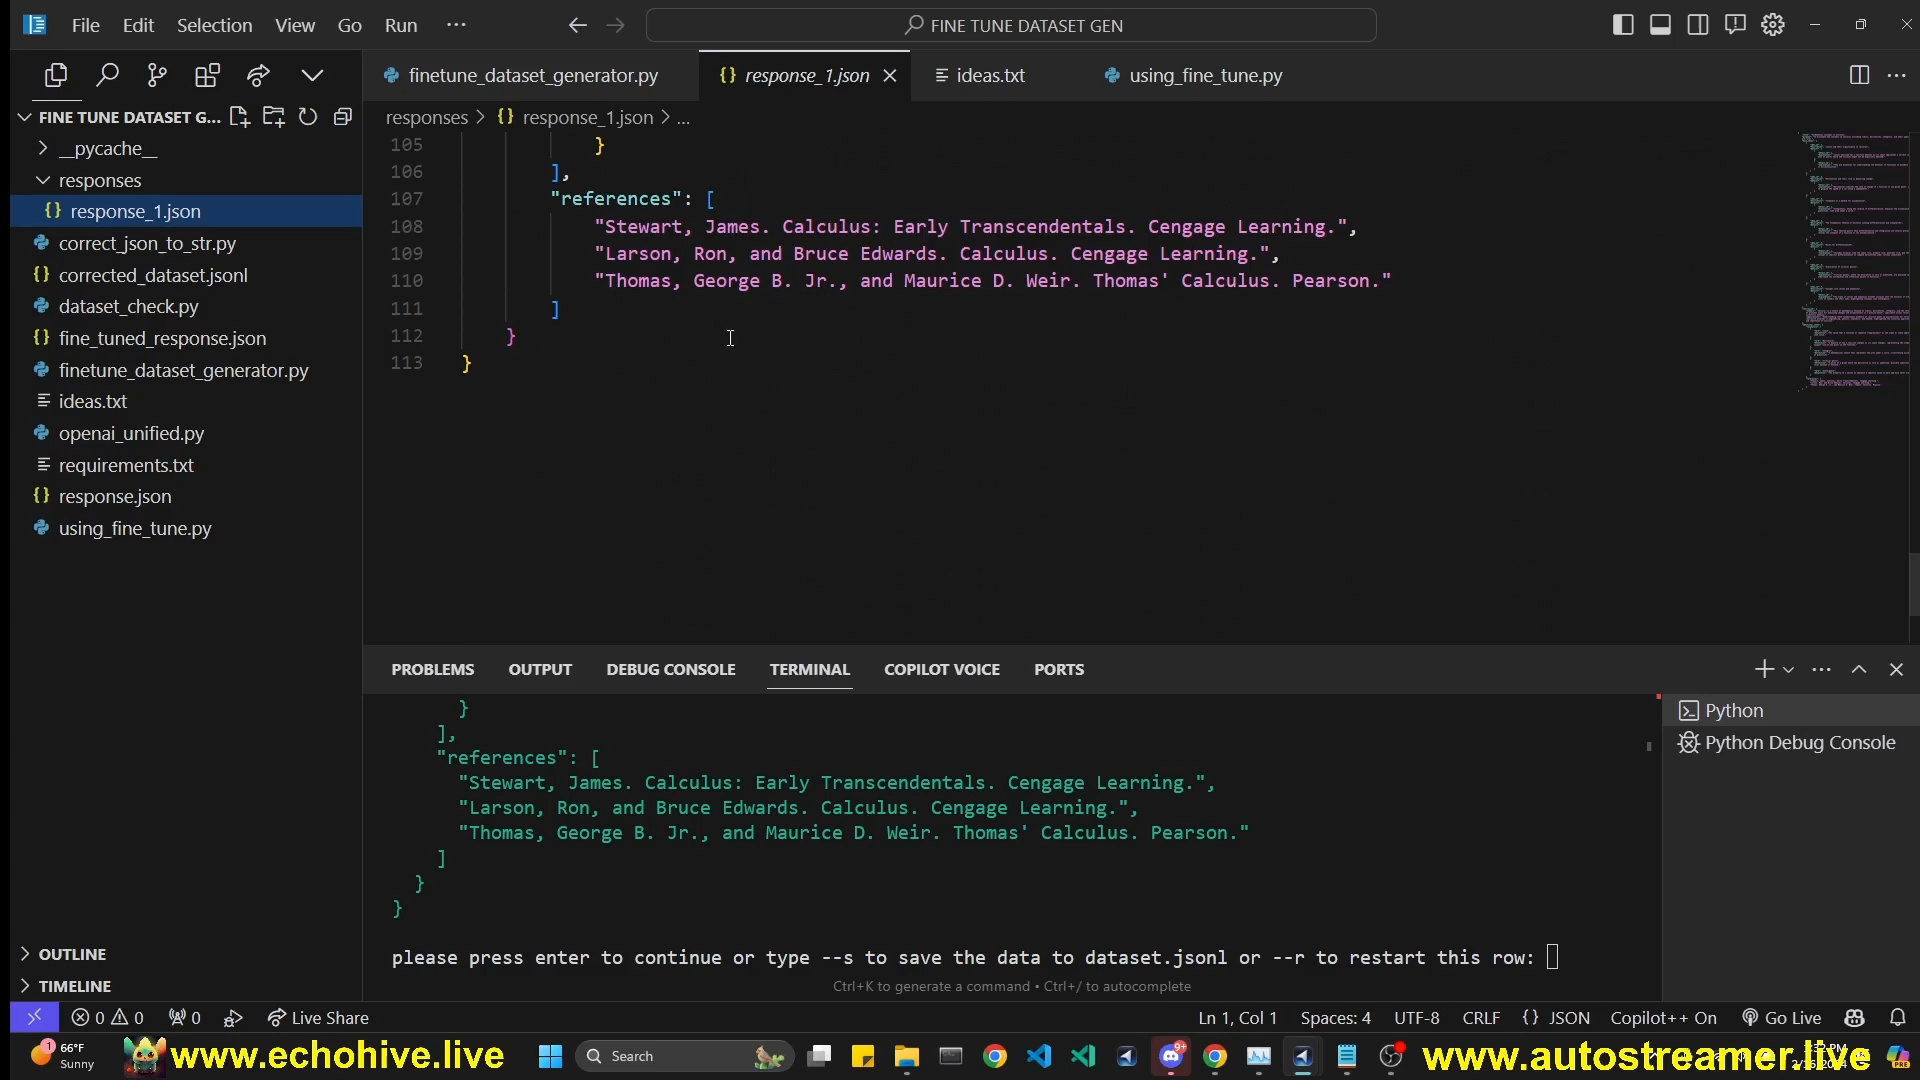 File Edit Selection View Go Run ··· FINE TUNE DATASET GEN
finetune_dataset_generator.py {} response_1.json ideas.txt using_fine_tune.py
FINE TUNE DATASET G...
responses > {} response_1.json > ...
__pycache__
responses
{} response_1.json
correct_json_to_str.py
{} corrected_dataset.jsonl
dataset_check.py
{} fine_tuned_response.json
finetune_dataset_generator.py
ideas.txt
openai_unified.py
requirements.txt
{} response.json
using_fine_tune.py
OUTLINE
TIMELINE
105 }
106 ],
107 "references": [
108 "Stewart, James. Calculus: Early Transcendentals. Cengage Learning.",
109 "Larson, Ron, and Bruce Edwards. Calculus. Cengage Learning.",
110 "Thomas, George B. Jr., and Maurice D. Weir. Thomas' Calculus. Pearson."
111 ]
112 }
113 }
PROBLEMS OUTPUT DEBUG CONSOLE TERMINAL COPILOT VOICE PORTS
}
],
"references": [
"Stewart, James. Calculus: Early Transcendentals. Cengage Learning.",
"Larson, Ron, and Bruce Edwards. Calculus. Cengage Learning.",
"Thomas, George B. Jr., and Maurice D. Weir. Thomas' Calculus. Pearson."
]
}
}
please press enter to continue or type --s to save the data to dataset.jsonl or --r to restart this row:
Ctrl+K to generate a command • Ctrl+/ to autocomplete
Python
Python Debug Console
0 0 0 Live Share Ln 1, Col 1 Spaces: 4 UTF-8 CRLF {} JSON Copilot++ On Go Live
1 66°F
Sunny
www.echohive.live
Search
9+
www.autostreamer.live
PRE